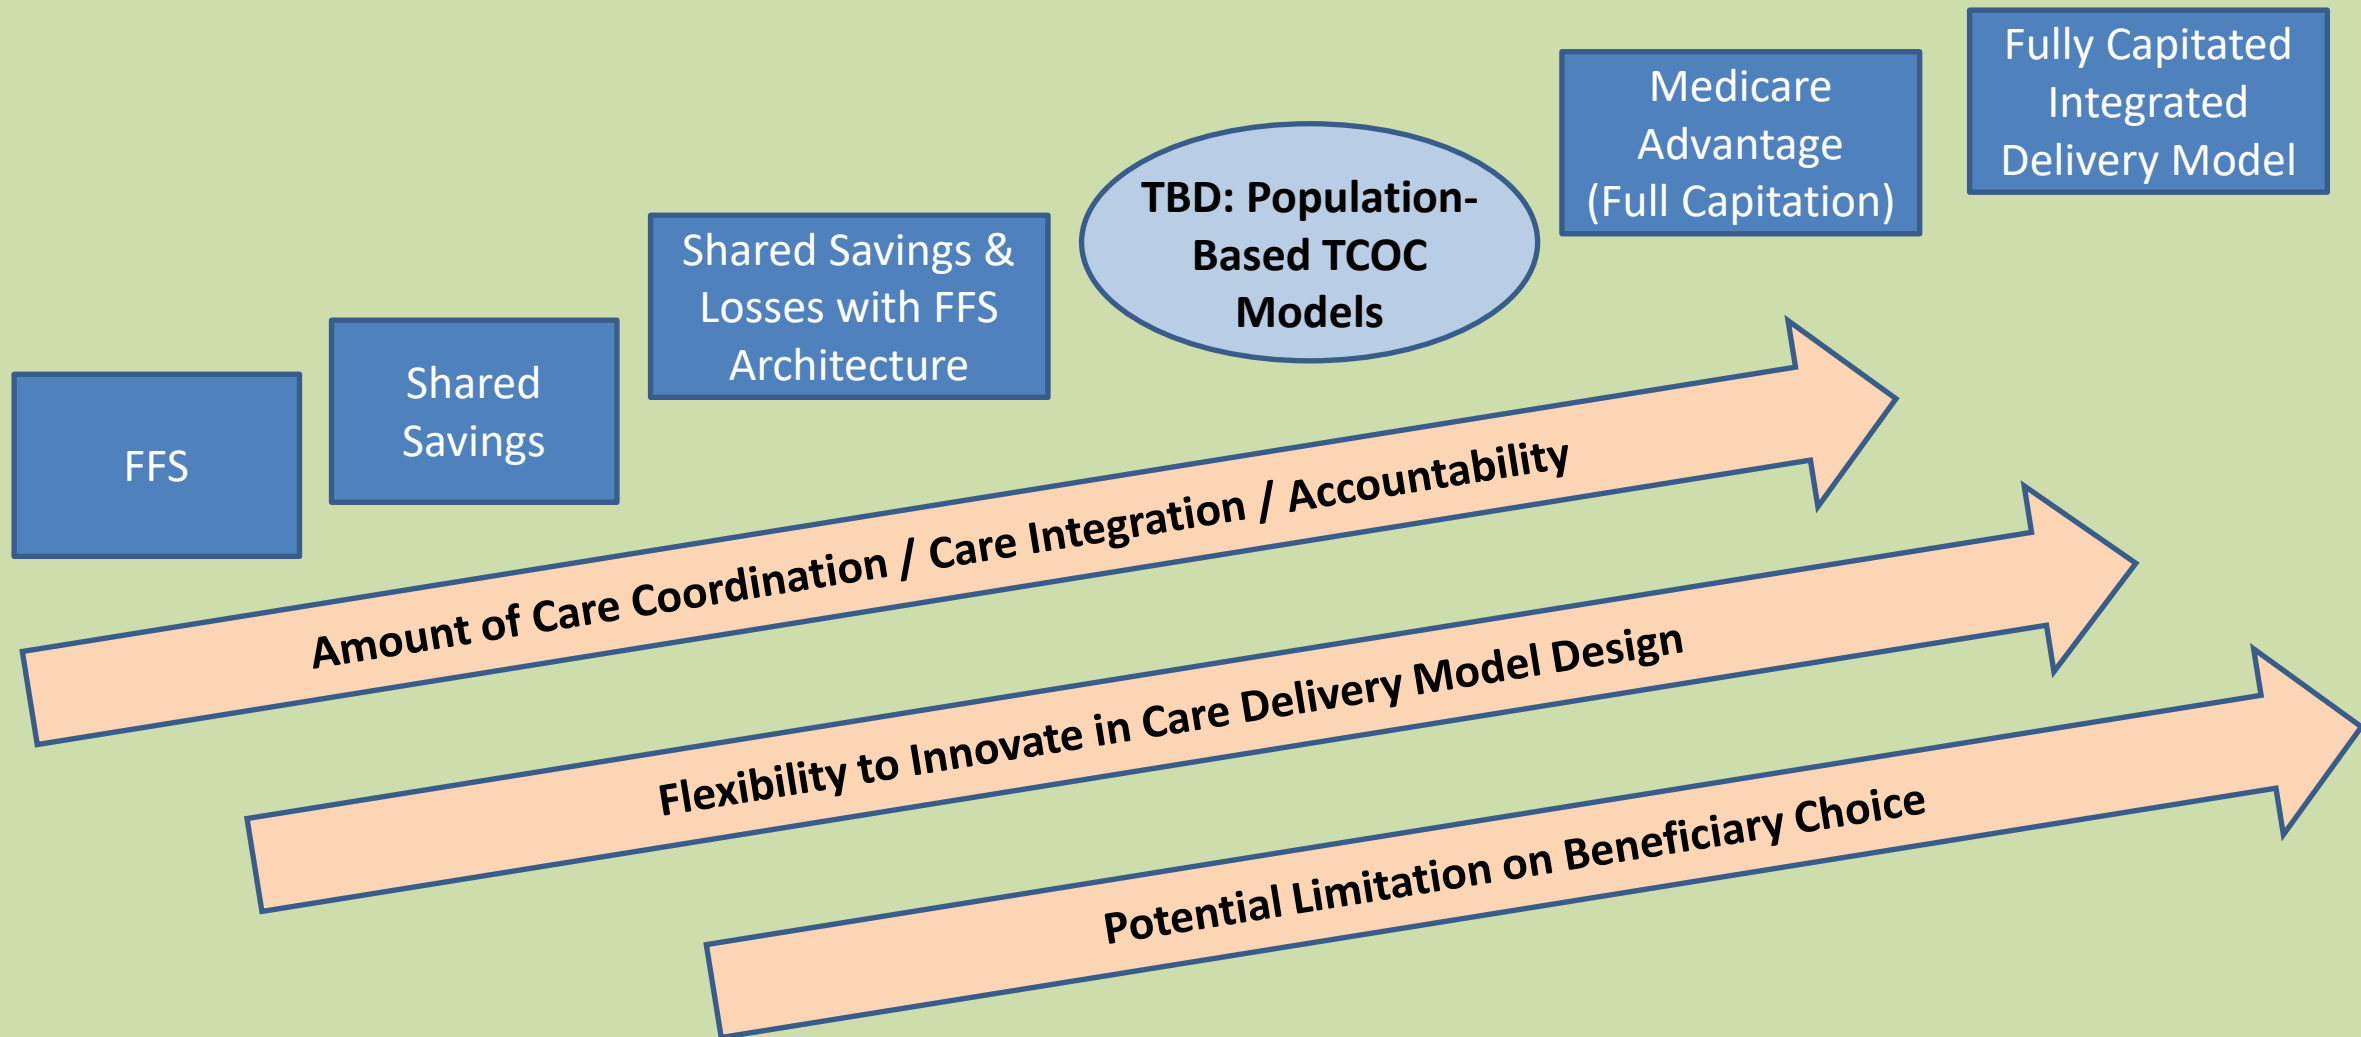 FFS
Shared
Savings
Shared Savings &
Losses with FFS
Architecture
TBD: Population-
Based TCOC
Models
Medicare
Advantage
(Full Capitation)
Fully Capitated
Integrated
Delivery Model
Amount of Care Coordination / Care Integration / Accountability
Flexibility to Innovate in Care Delivery Model Design
Potential Limitation on Beneficiary Choice